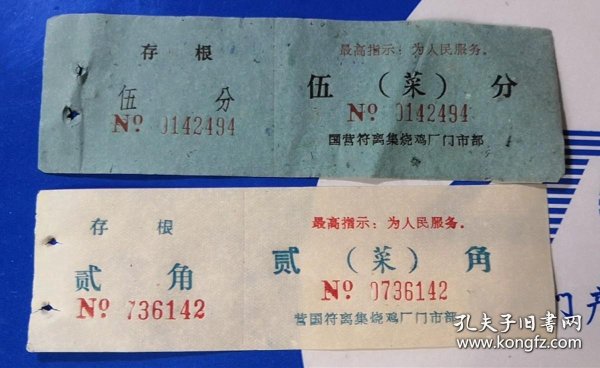 存 根
伍 分
Nº 0142494
最高指示：为人民服务。
伍（菜）分
Nº 0142494
国营符离集烧鸡厂门市部
存 根
贰 角
Nº 736142
最高指示：为人民服务。
贰（菜）角
Nº 0736142
营国符离集烧鸡厂门市部
门
孔夫子旧书网
www.kongfz.com